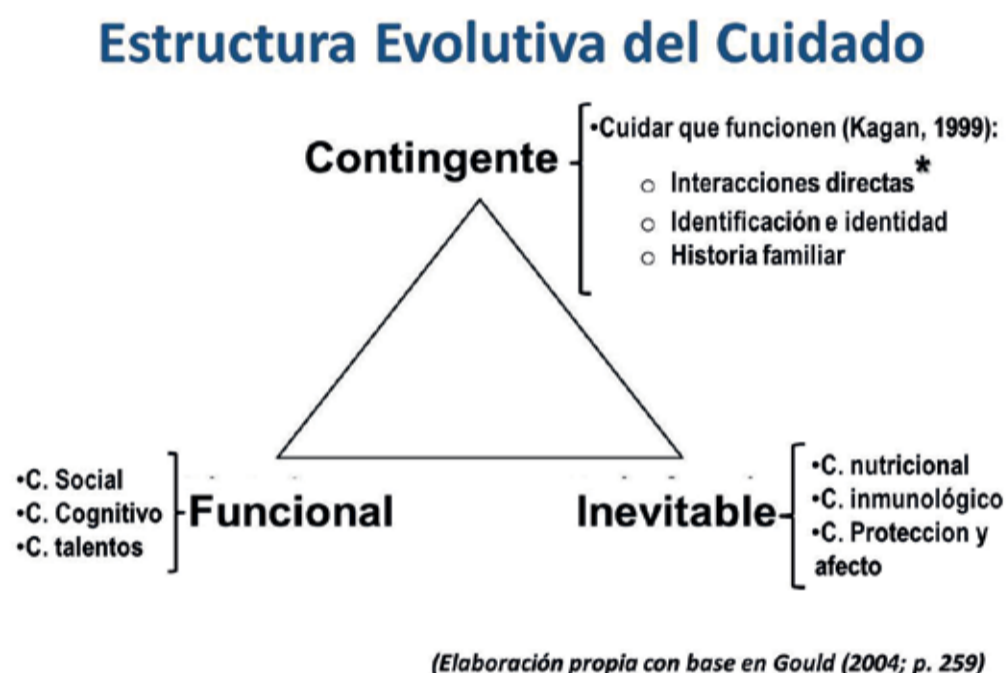 Estructura Evolutiva del Cuidado
Contingente
•Cuidar que funcionen (Kagan, 1999):
o Interacciones directas*
o Identificación e identidad
o Historia familiar
Funcional
•C. Social
•C. Cognitivo
•C. talentos
Inevitable
•C. nutricional
•C. inmunológico
•C. Proteccion y
afecto
(Elaboración propia con base en Gould (2004; p. 259)